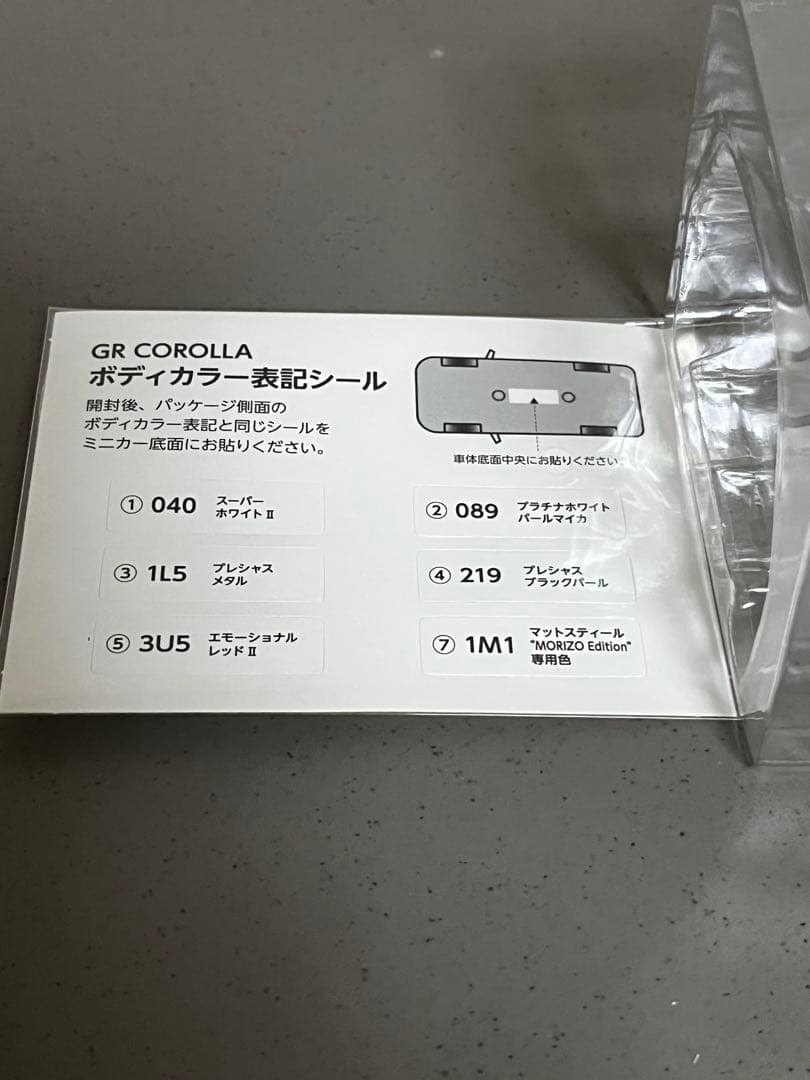 GR COROLLA
ボディカラー表記シール
開封後、パッケージ側面の
ボディカラー表記と同じシールを
ミニカー底面にお貼りください。
車体底面中央にお貼りください
① 040 スーパー
ホワイトⅡ
② 089 プラチナホワイト
パールマイカ
③ 1L5 プレシャス
メタル
④ 219 プレシャス
ブラックパール
⑤ 3U5 エモーショナル
レッドⅡ
⑦ 1M1 マットスティール
"MORIZO Edition"
専用色